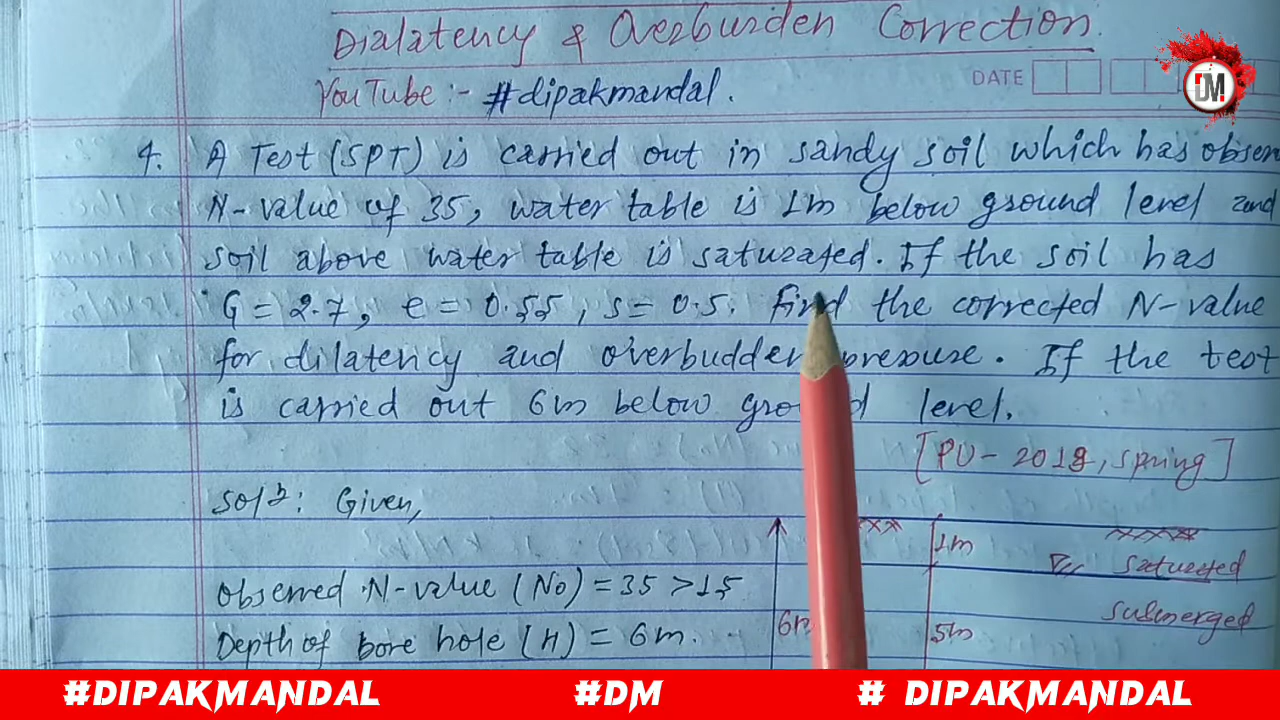 Dialatency & Overburden Correction.
YouTube :- #dipakmandal.
DATE
DM
4. A Test (SPT) is carried out in sandy soil which has obser
N-value of 35, water table is 1m below ground level and
soil above water table is saturated. If the soil has
G = 2.7, e = 0.55, s = 0.5. Find the corrected N-value
for dilatency and overbudden presure. If the test
is carried out 6m below ground level.
[PU - 2018, spring]
Soln: Given,
1m
saturated
Observed N-value (No) = 35 > 15
submerged
Depth of bore hole (H) = 6m.
6m
5m
#DIPAKMANDAL #DM # DIPAKMANDAL